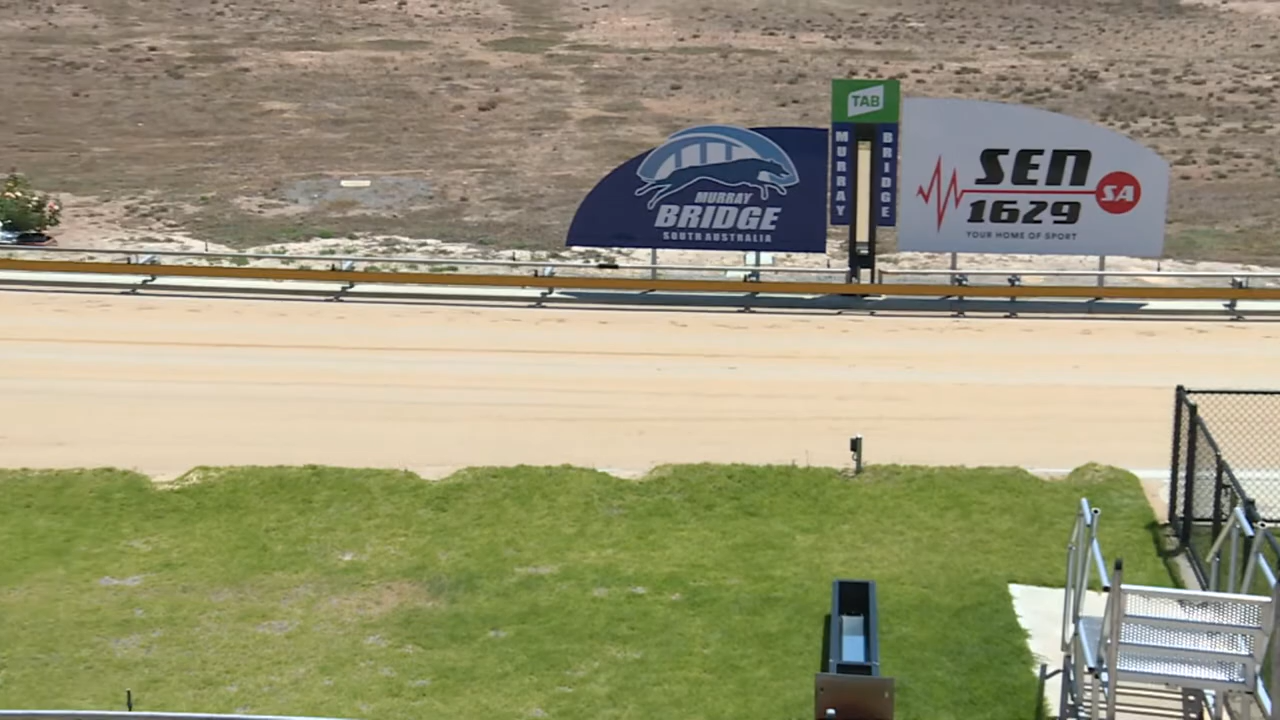 TAB
MURRAY
BRIDGE
MURRAY
BRIDGE
SOUTH AUSTRALIA
SEN
SA
1629
YOUR HOME OF SPORT